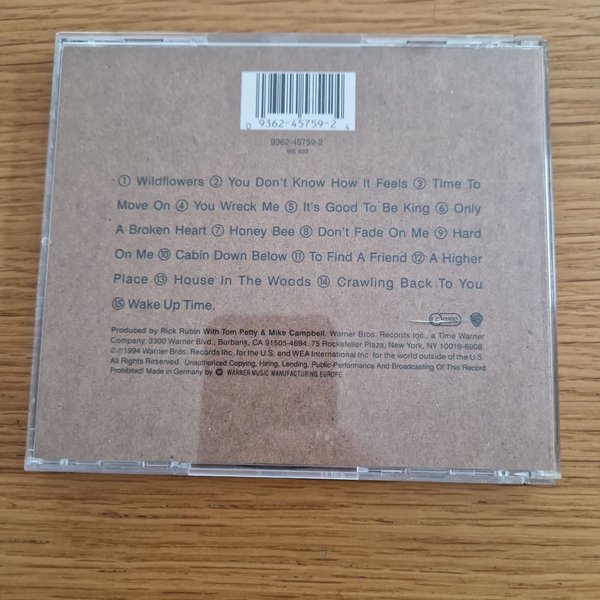 0 9362-45759-2 4
9362-45759-2
WE 833
① Wildflowers ② You Don't Know How It Feels ③ Time To
Move On ④ You Wreck Me ⑤ It's Good To Be King ⑥ Only
A Broken Heart ⑦ Honey Bee ⑧ Don't Fade On Me ⑨ Hard
On Me ⑩ Cabin Down Below ⑪ To Find A Friend ⑫ A Higher
Place ⑬ House In The Woods ⑭ Crawling Back To You
⑮ Wake Up Time.
Produced by Rick Rubin With Tom Petty & Mike Campbell. Warner Bros. Records Inc., a Time Warner
Company. 3300 Warner Blvd., Burbank, CA 91505-4694. 75 Rockefeller Plaza, New York, NY 10019-6908.
©℗1994 Warner Bros. Records Inc. for the U.S. and WEA International Inc. for the world outside of the U.S.
All Rights Reserved. Unauthorized Copying, Hiring, Lending, Public-Performance And Broadcasting Of This Record
Prohibited! Made in Germany by WARNER MUSIC MANUFACTURING EUROPE.